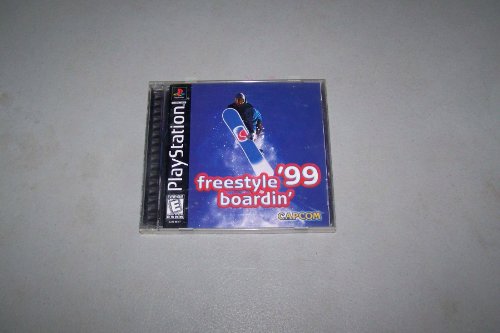 PlayStation
freestyle '99
boardin'
CAPCOM
E